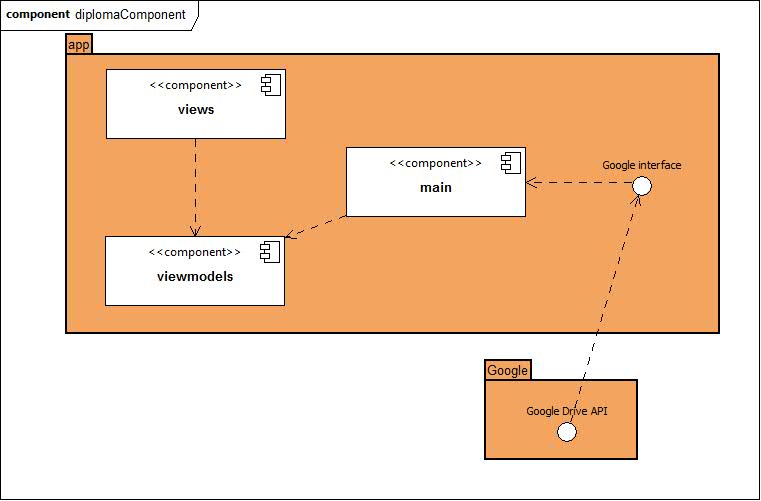 component diplomaComponent
app
<<component>>
views
<<component>>
main
Google interface
<<component>>
viewmodels
Google
Google Drive API